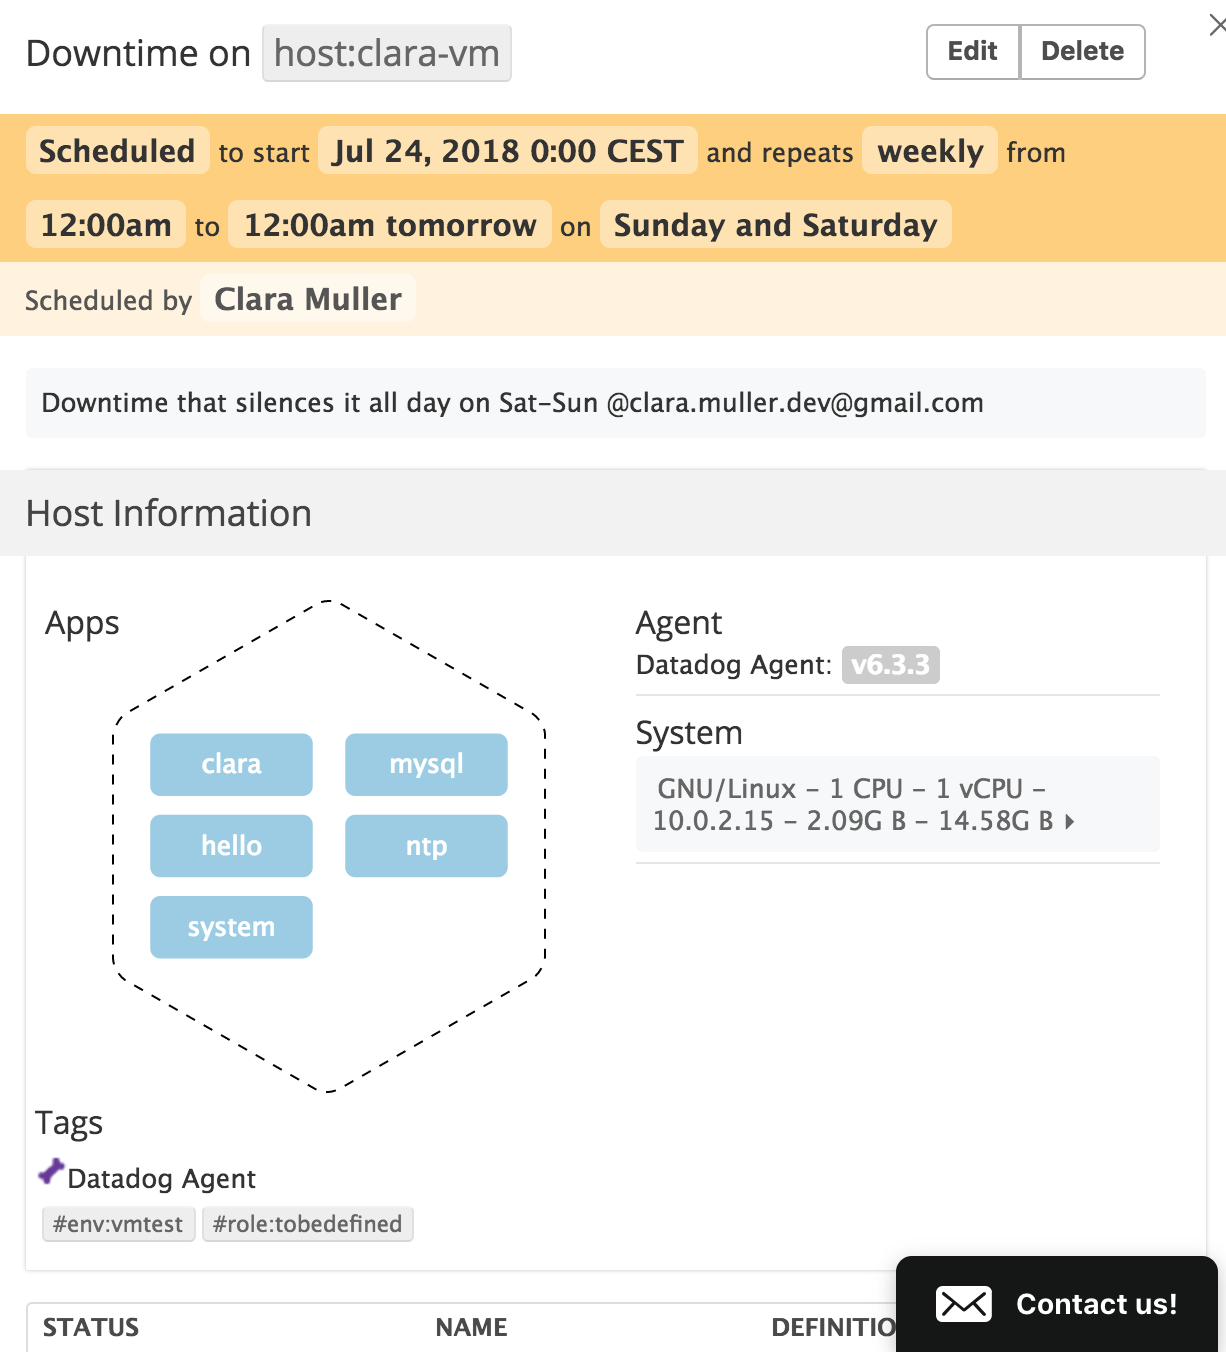 Downtime on host:clara-vm
Edit Delete
Scheduled to start Jul 24, 2018 0:00 CEST and repeats weekly from
12:00am to 12:00am tomorrow on Sunday and Saturday
Scheduled by Clara Muller
Downtime that silences it all day on Sat-Sun @clara.muller.dev@gmail.com
Host Information
Apps
clara mysql
hello ntp
system
Agent
Datadog Agent: v6.3.3
System
GNU/Linux - 1 CPU - 1 vCPU -
10.0.2.15 - 2.09G B - 14.58G B
Tags
Datadog Agent
#env:vmtest #role:tobedefined
STATUS NAME DEFINITIO
Contact us!